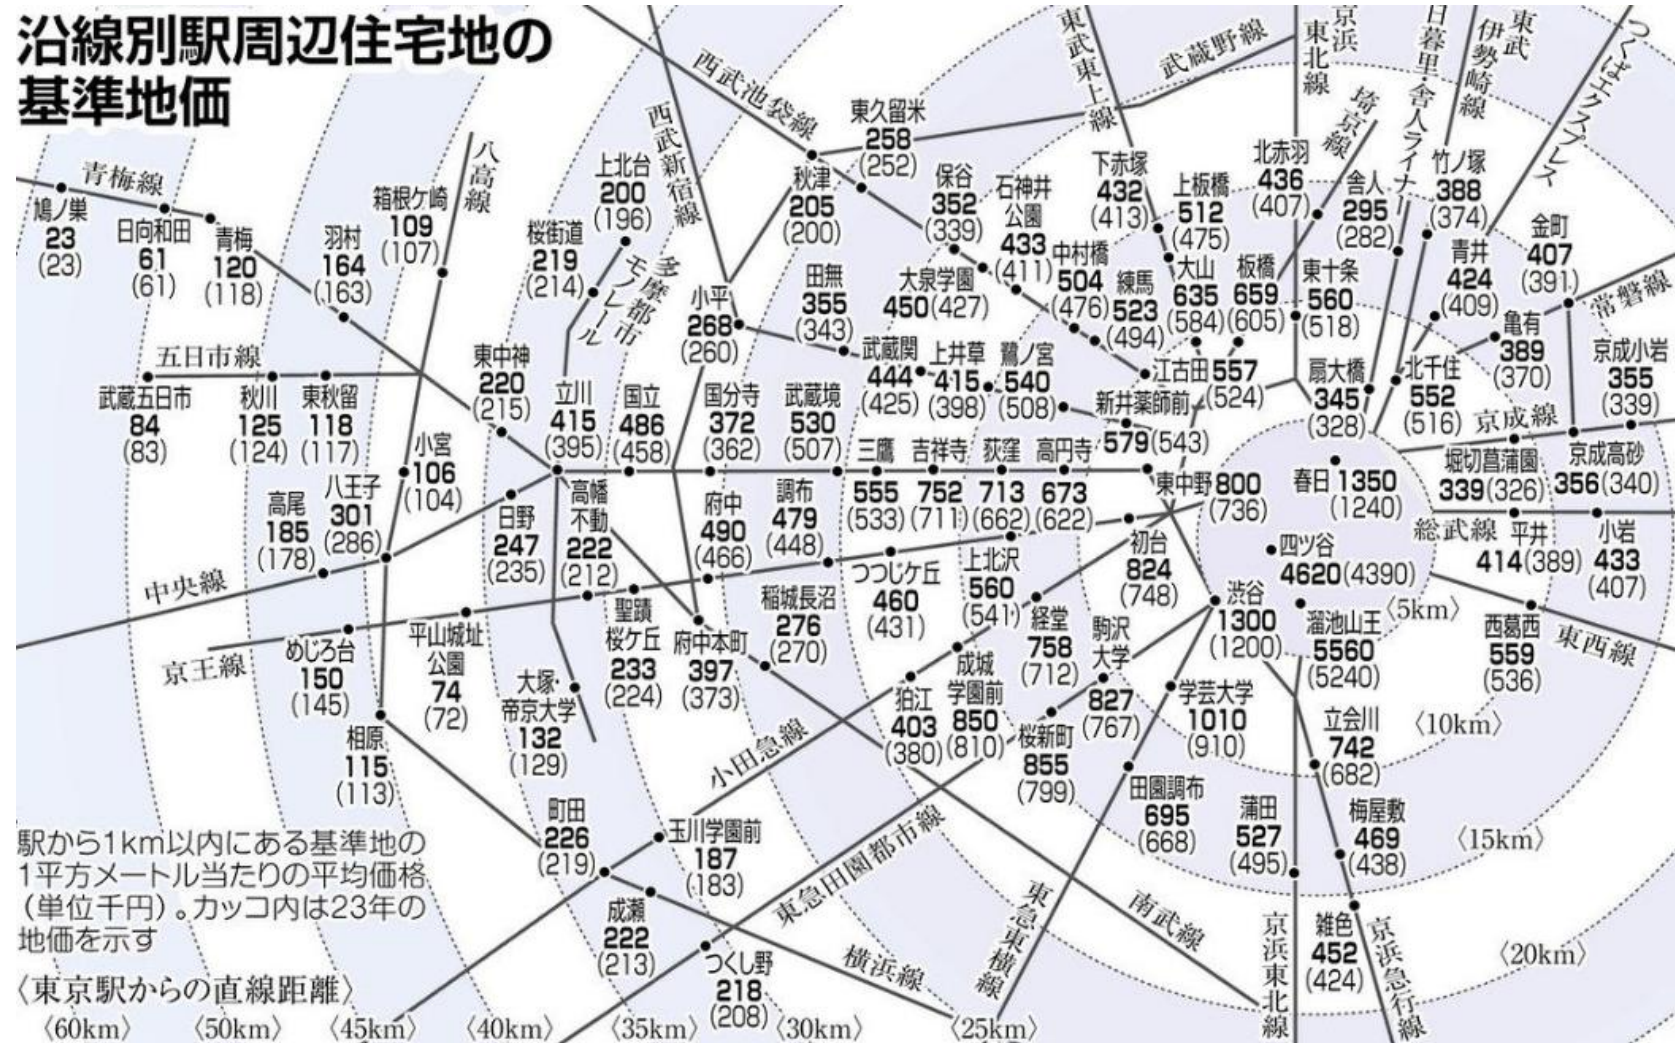 沿線別駅周辺住宅地の
基準地価
青梅線
鳩ノ巣
23
(23)
日向和田
61
(61)
青梅
120
(118)
羽村
164
(163)
箱根ケ崎
109
(107)
八高線
五日市線
武蔵五日市
84
(83)
秋川
125
(124)
東秋留
118
(117)
小宮
106
(104)
東中神
220
(215)
上北台
200
(196)
桜街道
219
(214)
多摩都市
モノレール
西武新宿線
西武池袋線
東久留米
258
(252)
秋津
205
(200)
武蔵野線
東武東上線
京浜
東北線
埼京線
日暮里・舎人ライナー
東武
伊勢崎線
つくばエクスプレス
保谷
352
(339)
石神井
公園
433
(411)
大泉学園
450(427)
中村橋
504
(476)
練馬
523
(494)
下赤塚
432
(413)
上板橋
512
(475)
大山
635
(584)
板橋
659
(605)
北赤羽
436
(407)
東十条
560
(518)
舎人
295
(282)
竹ノ塚
388
(374)
青井
424
(409)
金町
407
(391)
常磐線
亀有
389
(370)
京成小岩
355
(339)
小平
268
(260)
田無
355
(343)
武蔵関
444
(425)
上井草
415
(398)
鷺ノ宮
540
(508)
江古田
557
(524)
新井薬師前
579
(543)
扇大橋
345
(328)
北千住
552
(516)
京成線
堀切菖蒲園
339(326)
京成高砂
356(340)
立川
415
(395)
国立
486
(458)
国分寺
372
(362)
武蔵境
530
(507)
三鷹
555
(533)
吉祥寺
752
(711)
荻窪
713
(662)
高円寺
673
(622)
東中野
800
(736)
春日
1350
(1240)
四ツ谷
4620(4390)
総武線
平井
414(389)
小岩
433
(407)
高尾
185
(178)
八王子
301
(286)
日野
247
(235)
高幡
不動
222
(212)
府中
490
(466)
調布
479
(448)
つつじケ丘
460
(431)
上北沢
560
(541)
初台
824
(748)
中央線
京王線
めじろ台
150
(145)
平山城址
公園
74
(72)
聖蹟
桜ケ丘
233
(224)
府中本町
397
(373)
稲城長沼
276
(270)
大塚・
帝京大学
132
(129)
相原
115
(113)
狛江
403
(380)
成城
学園前
850
(810)
経堂
758
(712)
駒沢
大学
827
(767)
桜新町
855
(799)
渋谷
1300
(1200)
溜池山王
5560
(5240)
〈5km〉
西葛西
559
(536)
東西線
学芸大学
1010
(910)
田園調布
695
(668)
立会川
742
(682)
〈10km〉
蒲田
527
(495)
梅屋敷
469
(438)
〈15km〉
雑色
452
(424)
〈20km〉
京浜東北線
京浜急行線
小田急線
町田
226
(219)
玉川学園前
187
(183)
成瀬
222
(213)
つくし野
218
(208)
東急田園都市線
横浜線
東急東横線
南武線
駅から1km以内にある基準地の
1平方メートル当たりの平均価格
(単位千円)。カッコ内は23年の
地価を示す
〈東京駅からの直線距離〉
〈60km〉 〈50km〉 〈45km〉 〈40km〉 〈35km〉 〈30km〉 〈25km〉